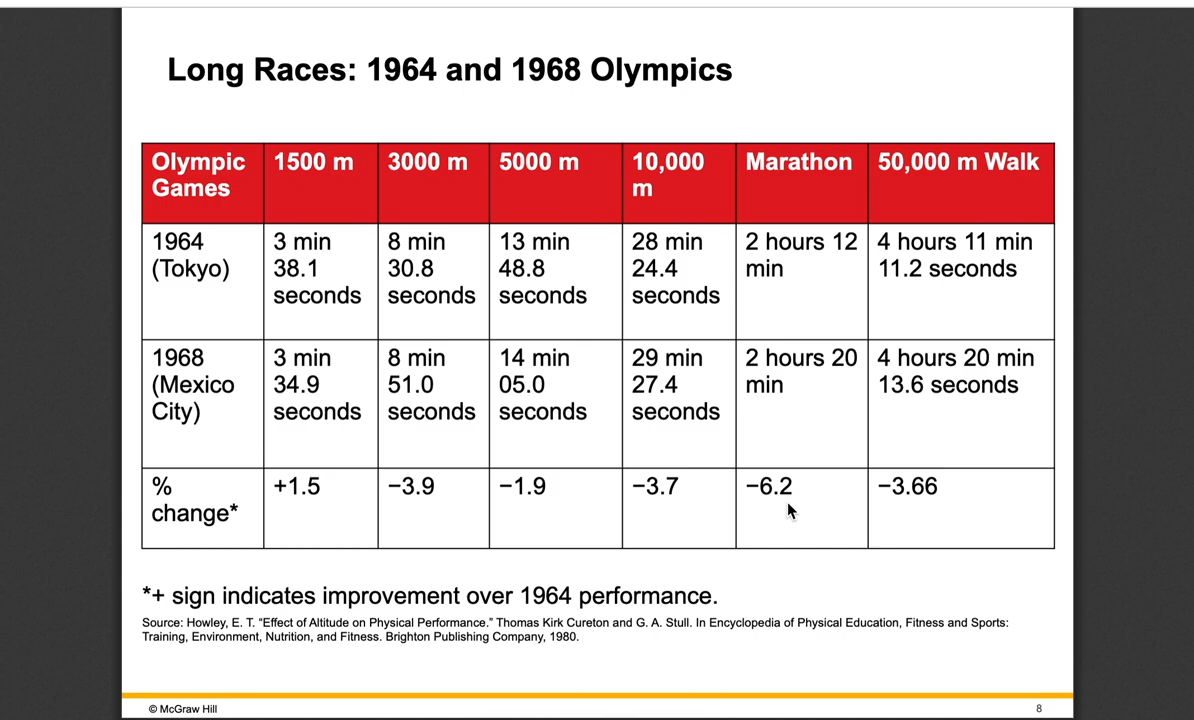 Long Races: 1964 and 1968 Olympics
Olympic Games 1500 m 3000 m 5000 m 10,000 m Marathon 50,000 m Walk
1964 (Tokyo) 3 min 38.1 seconds 8 min 30.8 seconds 13 min 48.8 seconds 28 min 24.4 seconds 2 hours 12 min 4 hours 11 min 11.2 seconds
1968 (Mexico City) 3 min 34.9 seconds 8 min 51.0 seconds 14 min 05.0 seconds 29 min 27.4 seconds 2 hours 20 min 4 hours 20 min 13.6 seconds
% change* +1.5 −3.9 −1.9 −3.7 −6.2 −3.66
*+ sign indicates improvement over 1964 performance.
Source: Howley, E. T. “Effect of Altitude on Physical Performance.” Thomas Kirk Cureton and G. A. Stull. In Encyclopedia of Physical Education, Fitness and Sports:
Training, Environment, Nutrition, and Fitness. Brighton Publishing Company, 1980.
© McGraw Hill 8